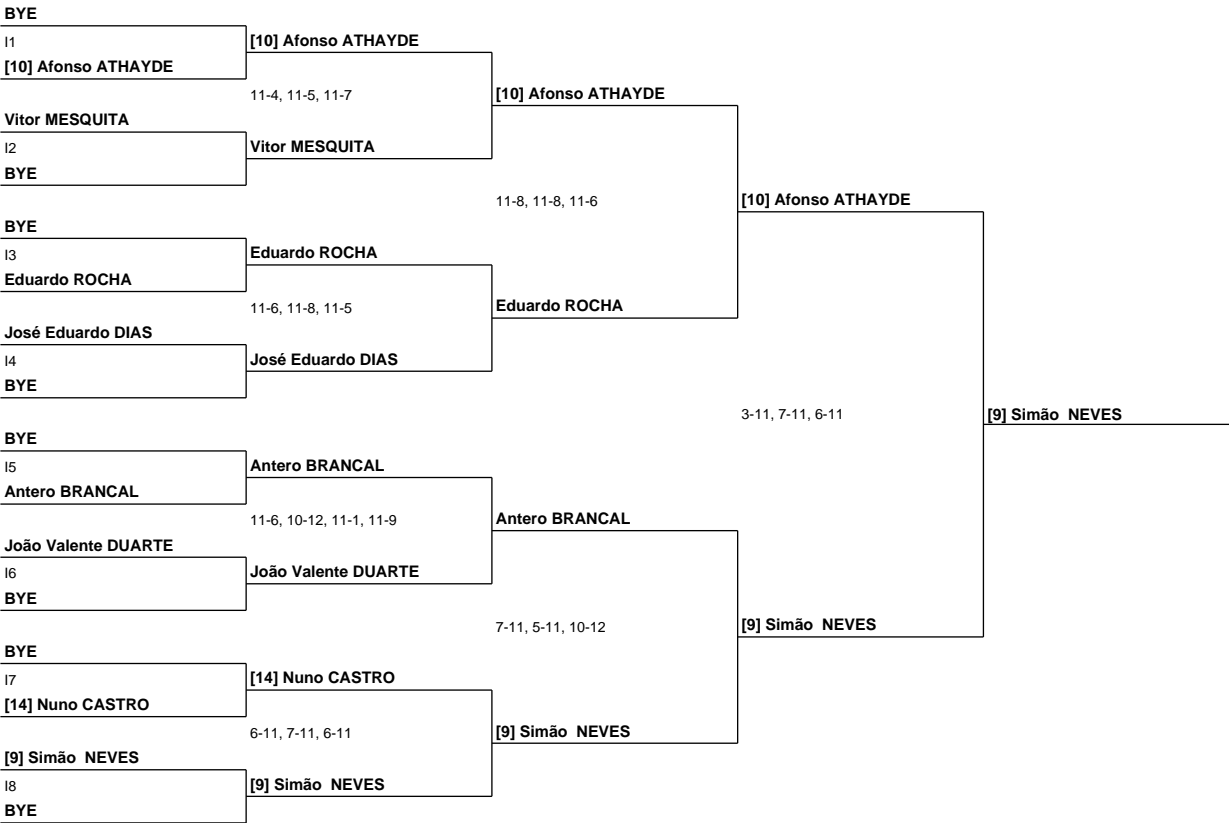 BYE
I1
[10] Afonso ATHAYDE
[10] Afonso ATHAYDE
11-4, 11-5, 11-7
[10] Afonso ATHAYDE
Vitor MESQUITA
I2
Vitor MESQUITA
BYE
11-8, 11-8, 11-6
[10] Afonso ATHAYDE
BYE
I3
Eduardo ROCHA
Eduardo ROCHA
11-6, 11-8, 11-5
Eduardo ROCHA
José Eduardo DIAS
I4
José Eduardo DIAS
BYE
3-11, 7-11, 6-11
[9] Simão  NEVES
BYE
I5
Antero BRANCAL
Antero BRANCAL
11-6, 10-12, 11-1, 11-9
Antero BRANCAL
João Valente DUARTE
I6
João Valente DUARTE
BYE
7-11, 5-11, 10-12
[9] Simão  NEVES
BYE
I7
[14] Nuno CASTRO
[14] Nuno CASTRO
6-11, 7-11, 6-11
[9] Simão  NEVES
[9] Simão  NEVES
I8
[9] Simão  NEVES
BYE